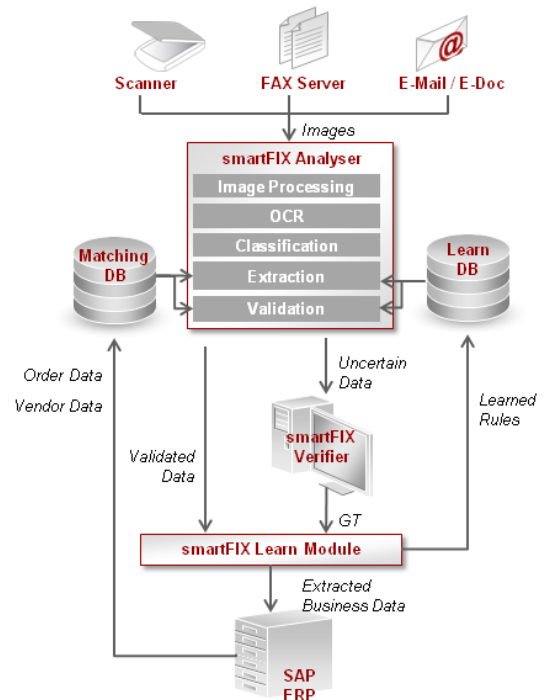 Scanner
FAX Server
E-Mail / E-Doc
Images
smartFIX Analyser
Image Processing
OCR
Classification
Extraction
Validation
Matching
DB
Learn
DB
Order Data
Vendor Data
Uncertain
Data
Learned
Rules
smartFIX
Verifier
Validated
Data
GT
smartFIX Learn Module
Extracted
Business Data
SAP
ERP